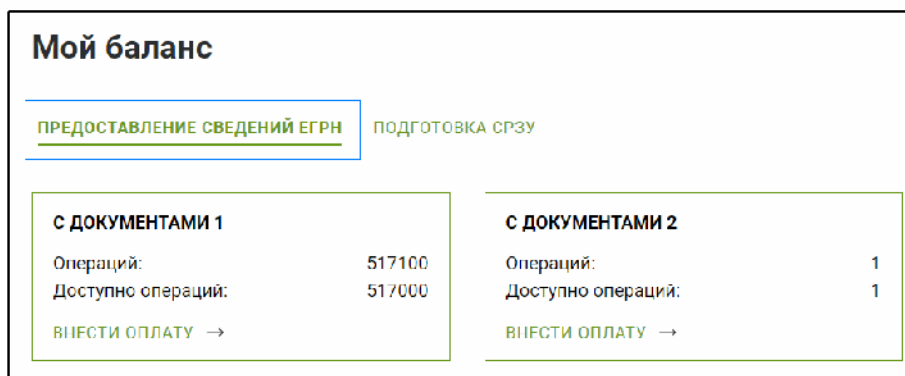 Мой баланс
ПРЕДОСТАВЛЕНИЕ СВЕДЕНИЙ ЕГРН ПОДГОТОВКА СРЗУ
С ДОКУМЕНТАМИ 1
Операций: 517100
Доступно операций: 517000
ВНЕСТИ ОПЛАТУ →
С ДОКУМЕНТАМИ 2
Операций: 1
Доступно операций: 1
ВНЕСТИ ОПЛАТУ →